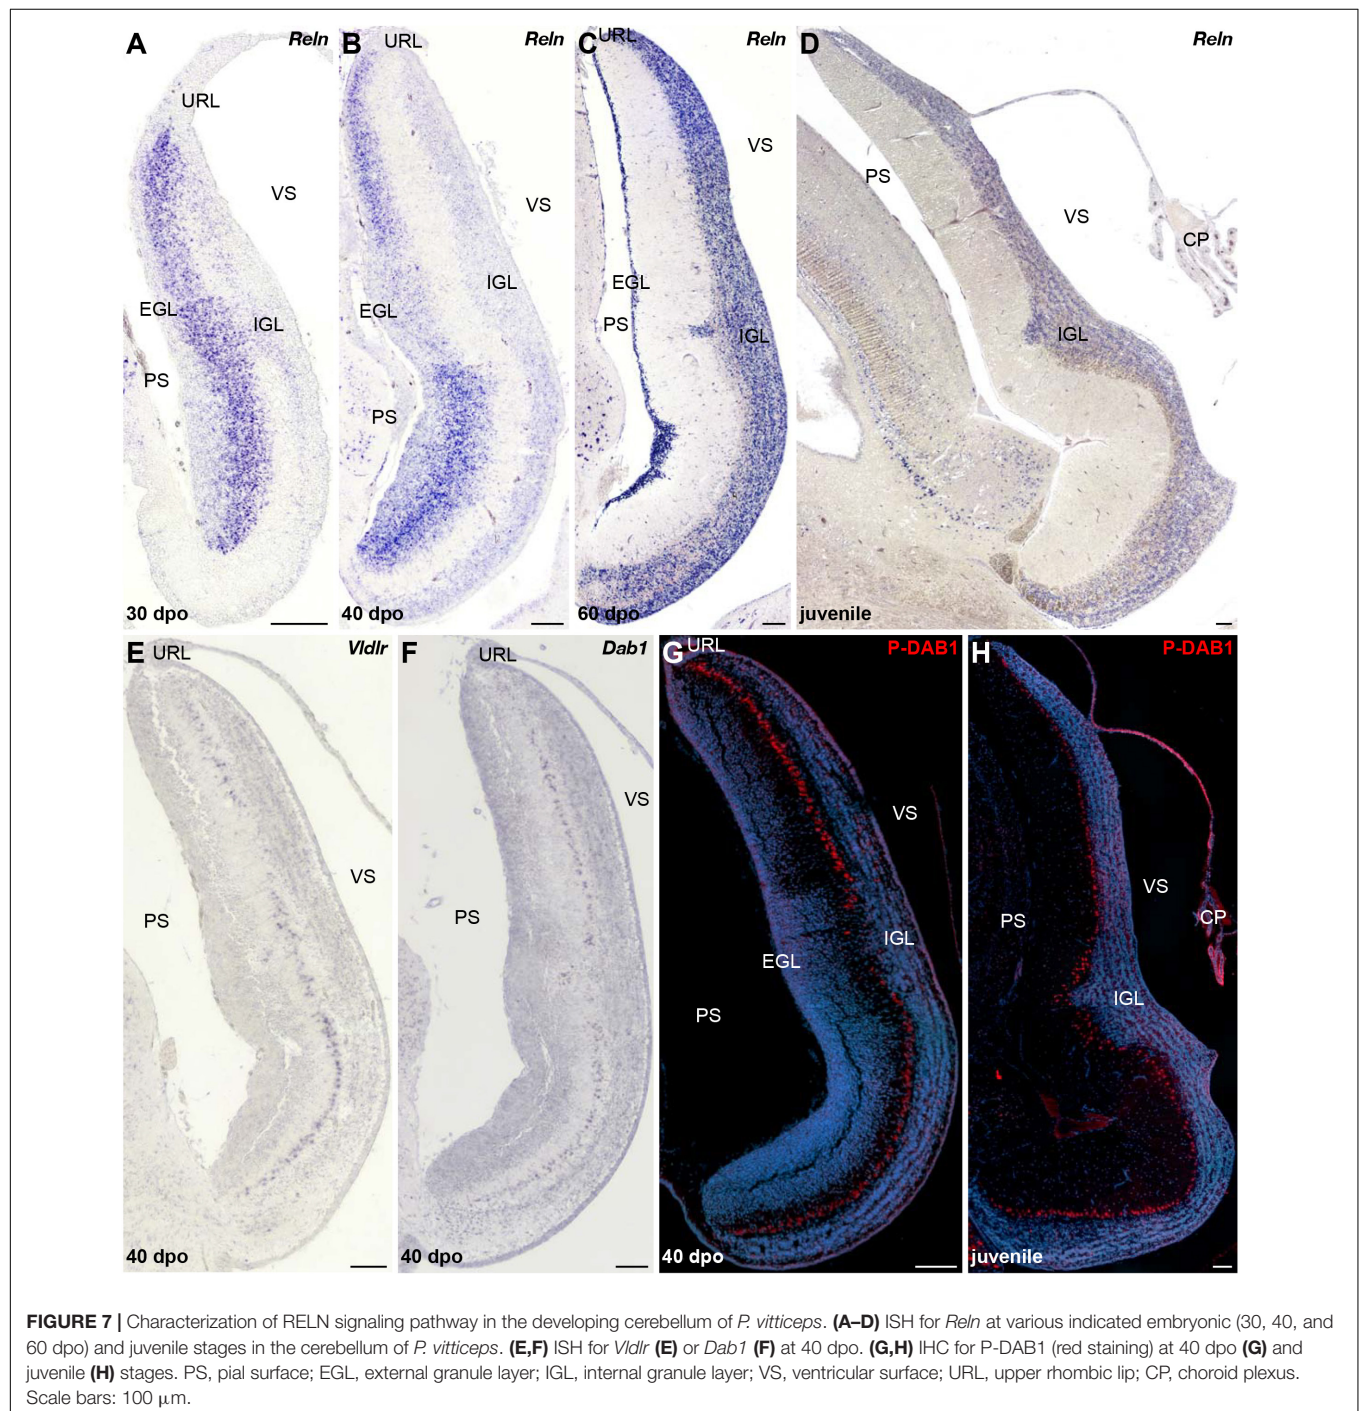 A
Reln
URL
VS
EGL
IGL
PS
30 dpo
B
URL
Reln
VS
IGL
EGL
PS
40 dpo
C
URL
Reln
VS
EGL
PS
IGL
60 dpo
D
Reln
PS
VS
CP
IGL
juvenile
E
URL
Vldlr
VS
PS
40 dpo
F
URL
Dab1
VS
PS
40 dpo
G
URL
P-DAB1
VS
IGL
EGL
PS
40 dpo
H
P-DAB1
VS
PS
CP
IGL
juvenile
FIGURE 7 | Characterization of RELN signaling pathway in the developing cerebellum of P. vitticeps. (A–D) ISH for Reln at various indicated embryonic (30, 40, and
60 dpo) and juvenile stages in the cerebellum of P. vitticeps. (E,F) ISH for Vldlr (E) or Dab1 (F) at 40 dpo. (G,H) IHC for P-DAB1 (red staining) at 40 dpo (G) and
juvenile (H) stages. PS, pial surface; EGL, external granule layer; IGL, internal granule layer; VS, ventricular surface; URL, upper rhombic lip; CP, choroid plexus.
Scale bars: 100 μm.